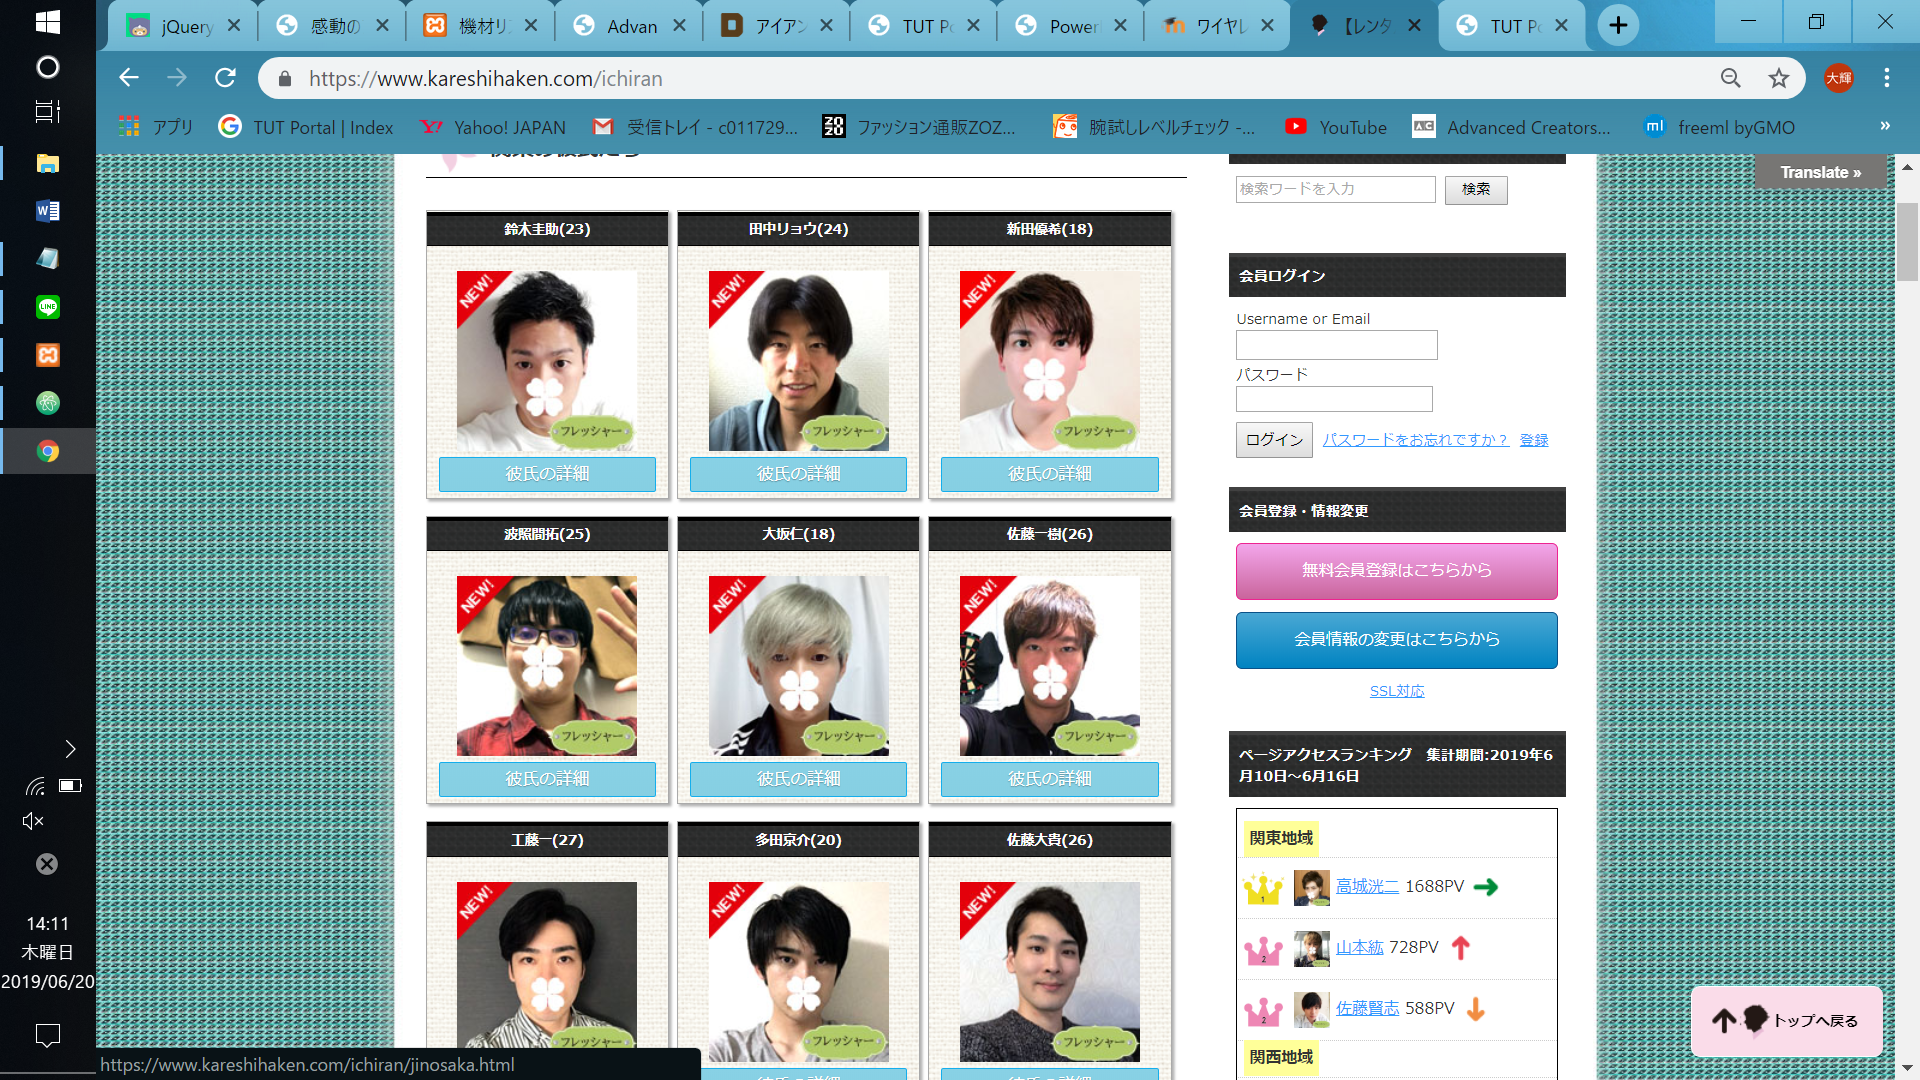 jQuery
感動の
機材リ
Advan
アイアン
TUT Po
Power
ワイヤレ
【レンタ
TUT Po
https://www.kareshihaken.com/ichiran
大輝
アプリ
TUT Portal | Index
Yahoo! JAPAN
受信トレイ - c011729...
ファッション通販ZOZ...
腕試しレベルチェック -...
YouTube
Advanced Creators...
freeml byGMO
»
Translate »
検索ワードを入力
検索
鈴木圭助(23)
田中リョウ(24)
新田優希(18)
NEW!
NEW!
NEW!
フレッシャー
フレッシャー
フレッシャー
彼氏の詳細
彼氏の詳細
彼氏の詳細
波照間拓(25)
大坂仁(18)
佐藤一樹(26)
NEW!
NEW!
NEW!
フレッシャー
フレッシャー
フレッシャー
彼氏の詳細
彼氏の詳細
彼氏の詳細
工藤一(27)
多田京介(20)
佐藤大貴(26)
NEW!
NEW!
NEW!
フレッシャー
フレッシャー
フレッシャー
会員ログイン
Username or Email
パスワード
ログイン
パスワードをお忘れですか ?
登録
会員登録・情報変更
無料会員登録はこちらから
会員情報の変更はこちらから
SSL対応
ページアクセスランキング　集計期間:2019年6
月10日～6月16日
関東地域
1
高城洸二 1688PV
2
山本紘 728PV
2
佐藤賢志 588PV
関西地域
トップへ戻る
14:11
木曜日
2019/06/20
https://www.kareshihaken.com/ichiran/jinosaka.html